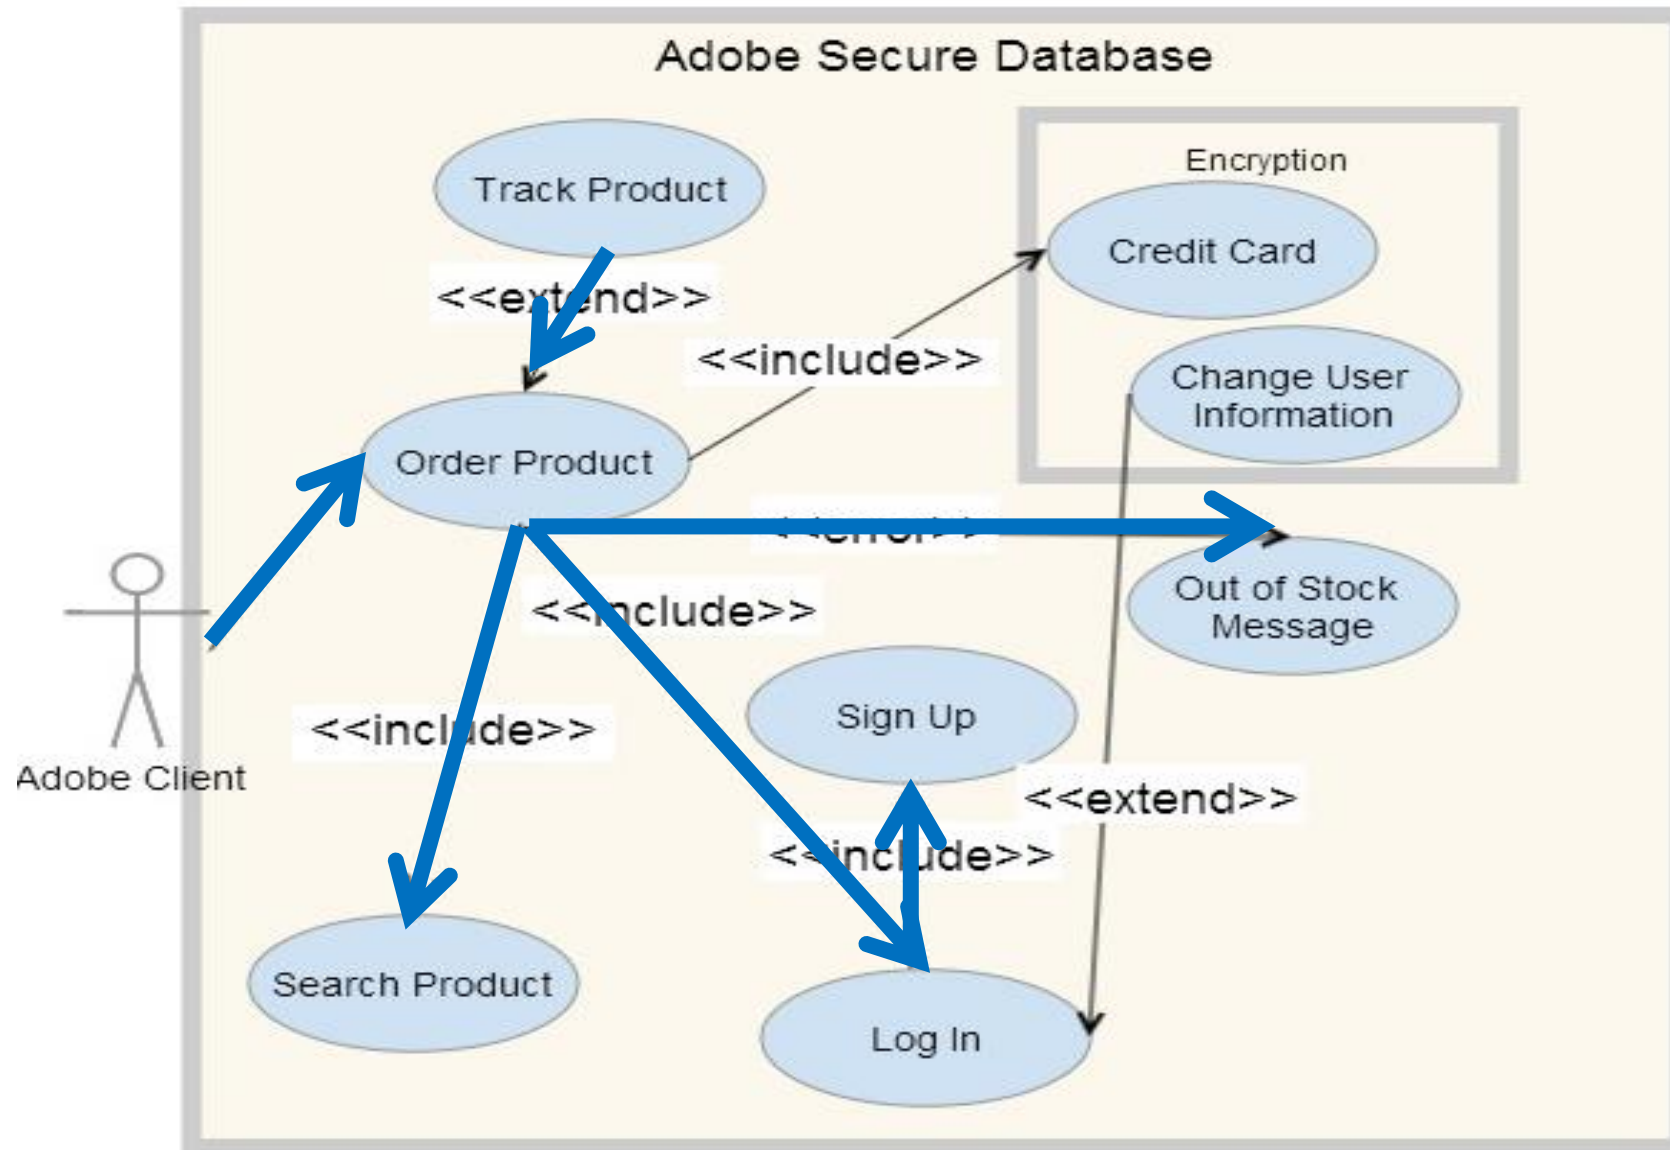 Adobe Secure Database
Track Product
Encryption
Credit Card
<<extend>>
<<include>>
Change User
Information
Order Product
<<error>>
Out of Stock
Message
<<include>>
Sign Up
<<include>>
Adobe Client
<<extend>>
<<include>>
Search Product
Log In